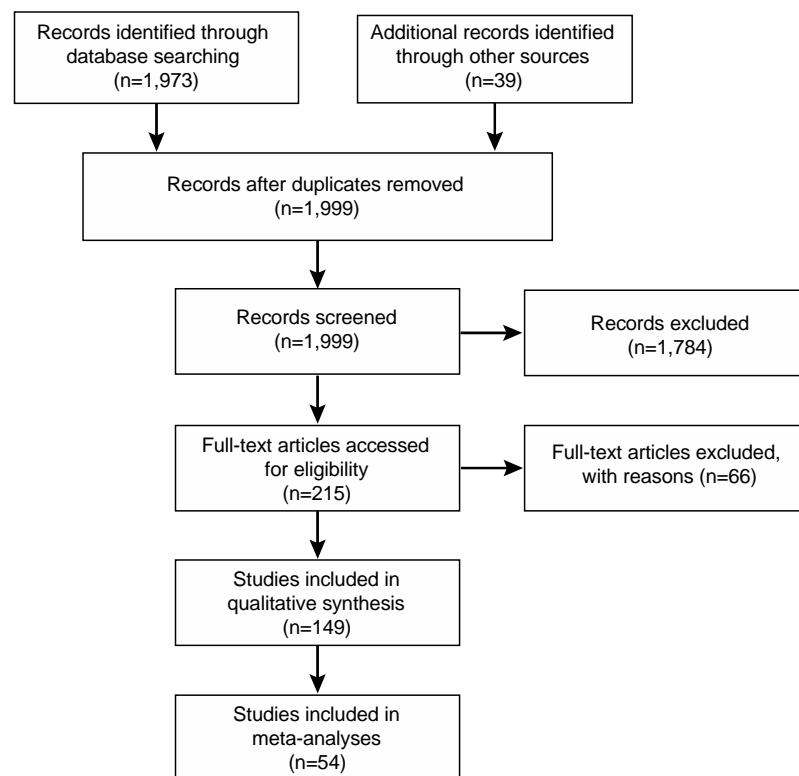 Records identified through
database searching
(n=1,973)
Additional records identified
through other sources
(n=39)
Records after duplicates removed
(n=1,999)
Records screened
(n=1,999)
Records excluded
(n=1,784)
Full-text articles accessed
for eligibility
(n=215)
Full-text articles excluded,
with reasons (n=66)
Studies included in
qualitative synthesis
(n=149)
Studies included in
meta-analyses
(n=54)